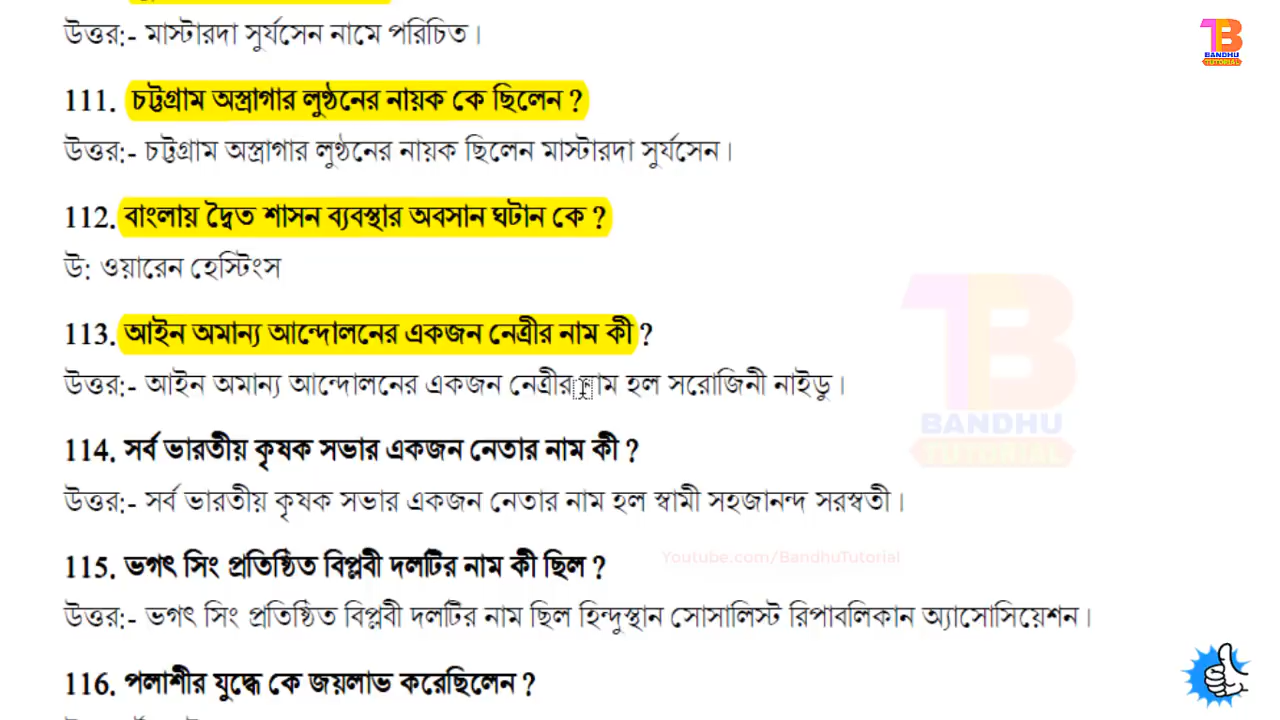 উত্তর:- মাস্টারদা সুর্যসেন নামে পরিচিত।
111. চট্টগ্রাম অস্ত্রাগার লুণ্ঠনের নায়ক কে ছিলেন ?
উত্তর:- চট্টগ্রাম অস্ত্রাগার লুণ্ঠনের নায়ক ছিলেন মাস্টারদা সুর্যসেন।
112. বাংলায় দ্বৈত শাসন ব্যবস্থার অবসান ঘটান কে ?
উ: ওয়ারেন হেস্টিংস
113. আইন অমান্য আন্দোলনের একজন নেত্রীর নাম কী ?
উত্তর:- আইন অমান্য আন্দোলনের একজন নেত্রীর নাম হল সরোজিনী নাইডু।
114. সর্ব ভারতীয় কৃষক সভার একজন নেতার নাম কী ?
উত্তর:- সর্ব ভারতীয় কৃষক সভার একজন নেতার নাম হল স্বামী সহজানন্দ সরস্বতী।
115. ভগৎ সিং প্রতিষ্ঠিত বিপ্লবী দলটির নাম কী ছিল ?
উত্তর:- ভগৎ সিং প্রতিষ্ঠিত বিপ্লবী দলটির নাম ছিল হিন্দুস্থান সোসালিস্ট রিপাবলিকান অ্যাসোসিয়েশন।
116. পলাশীর যুদ্ধে কে জয়লাভ করেছিলেন ?
TB
BANDHU
TUTORIAL
TB
BANDHU
TUTORIAL
Youtube.com/BandhuTutorial